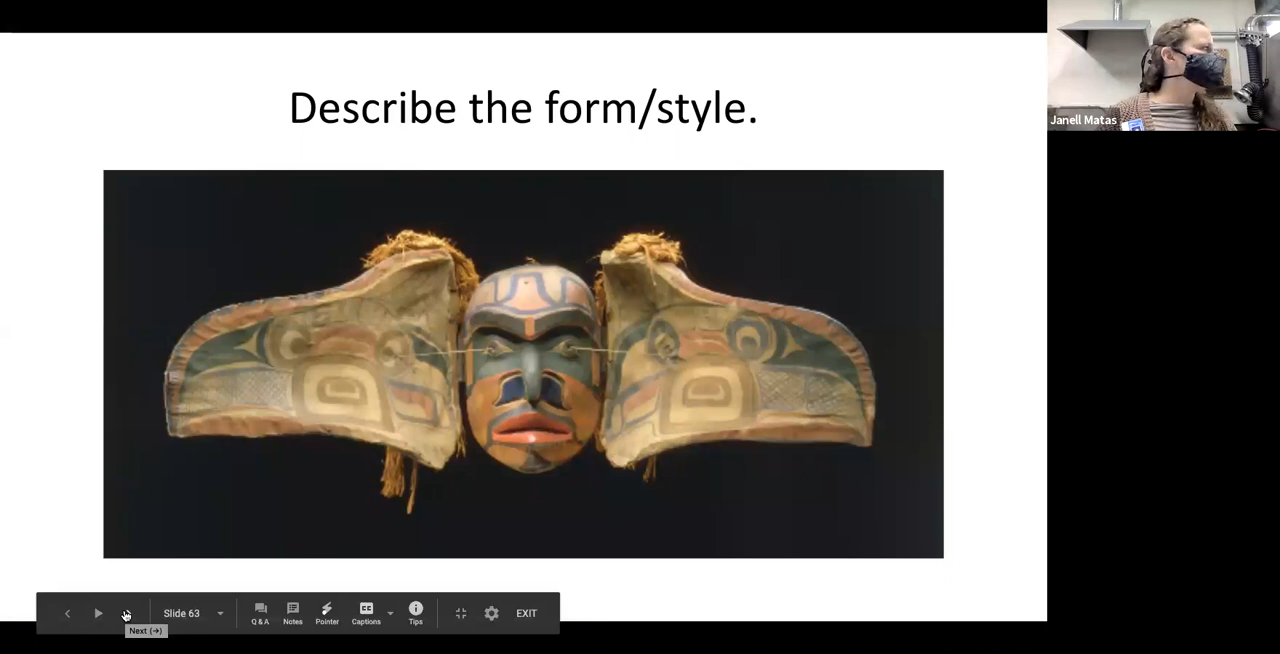 Describe the form/style.
Janell Matas
Slide 63
Q & A
Notes
Pointer
Captions
Tips
EXIT
Next (→)